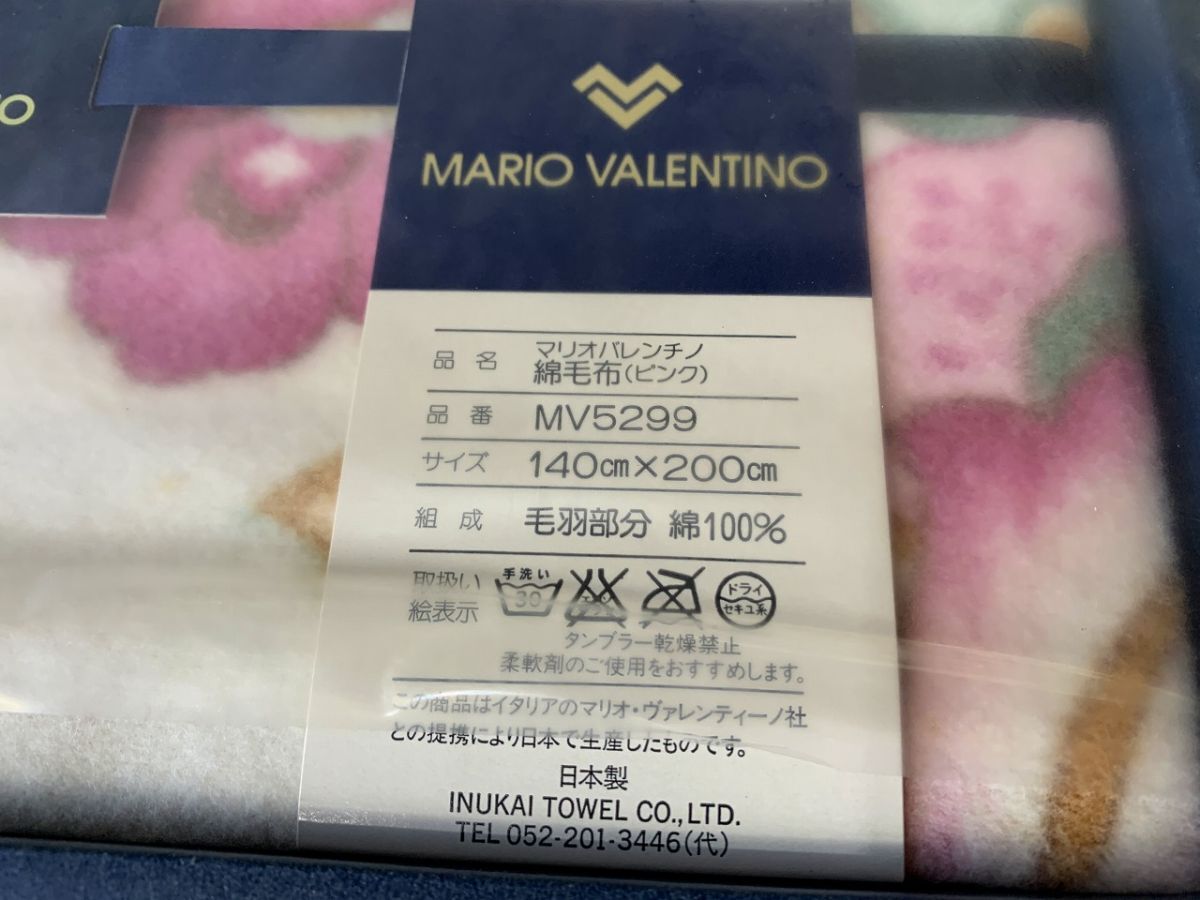 NO
MARIO VALENTINO
品名 マリオバレンチノ
綿毛布(ピンク)
品番 MV5299
サイズ 140cm×200cm
組成 毛羽部分 綿100%
取扱い
絵表示
手洗い
30
ドライ
セキユ系
タンブラー乾燥禁止
柔軟剤のご使用をおすすめします。
この商品はイタリアのマリオ・ヴァレンティーノ社
との提携により日本で生産したものです。
日本製
INUKAI TOWEL CO.,LTD.
TEL 052-201-3446(代)